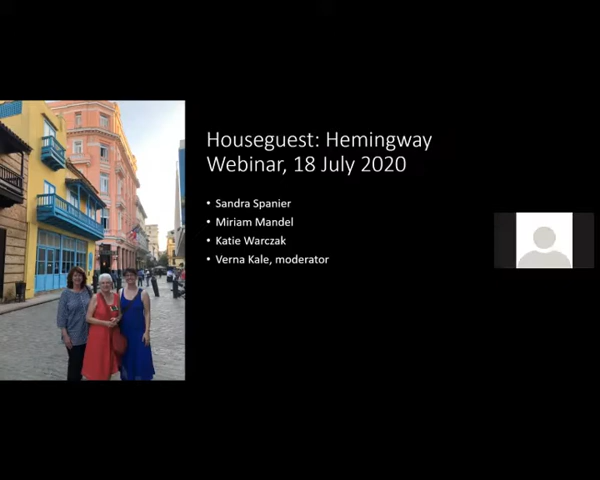 Houseguest: Hemingway
Webinar, 18 July 2020
• Sandra Spanier
• Miriam Mandel
• Katie Warczak
• Verna Kale, moderator